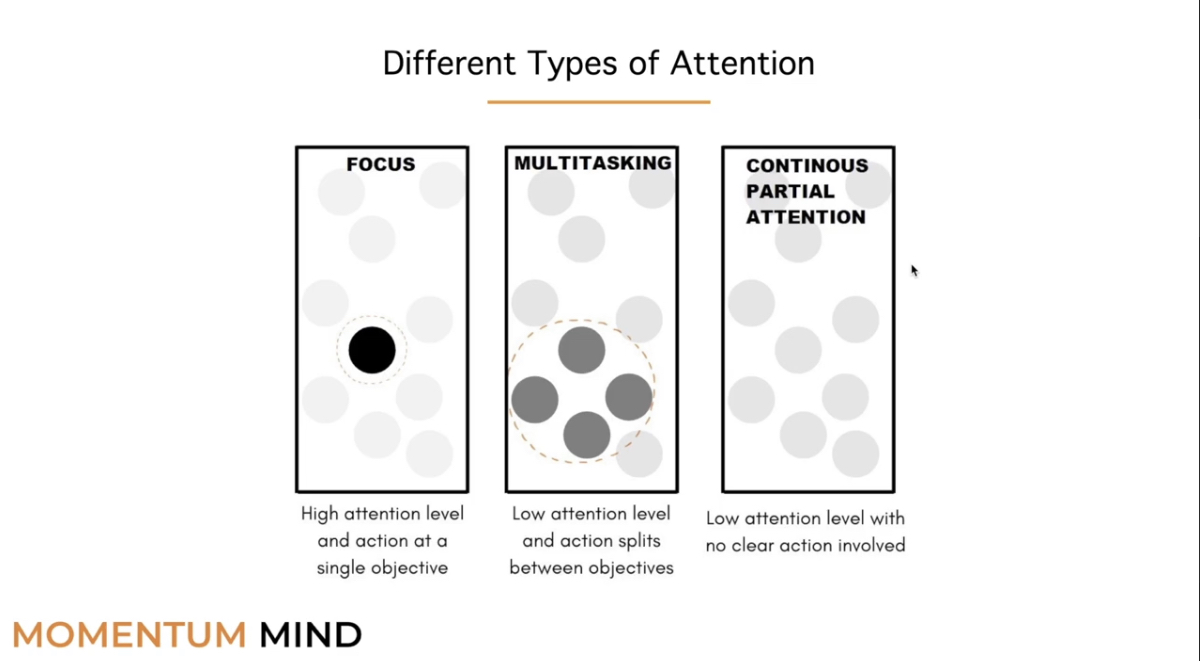 Different Types of Attention
FOCUS
MULTITASKING
CONTINOUS
PARTIAL
ATTENTION
High attention level
and action at a
single objective
Low attention level
and action splits
between objectives
Low attention level with
no clear action involved
MOMENTUM MIND